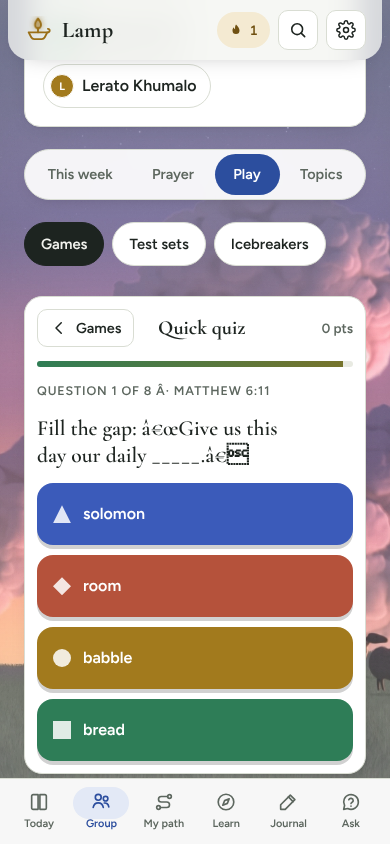 Lamp
1
L
Lerato Khumalo
This week
Prayer
Play
Topics
Games
Test sets
Icebreakers
Games
Quick quiz
0 pts
QUESTION 1 OF 8 Â· MATTHEW 6:11
Fill the gap: â€œGive us this
day our daily _____.â€
solomon
room
babble
bread
Today
Group
My path
Learn
Journal
Ask